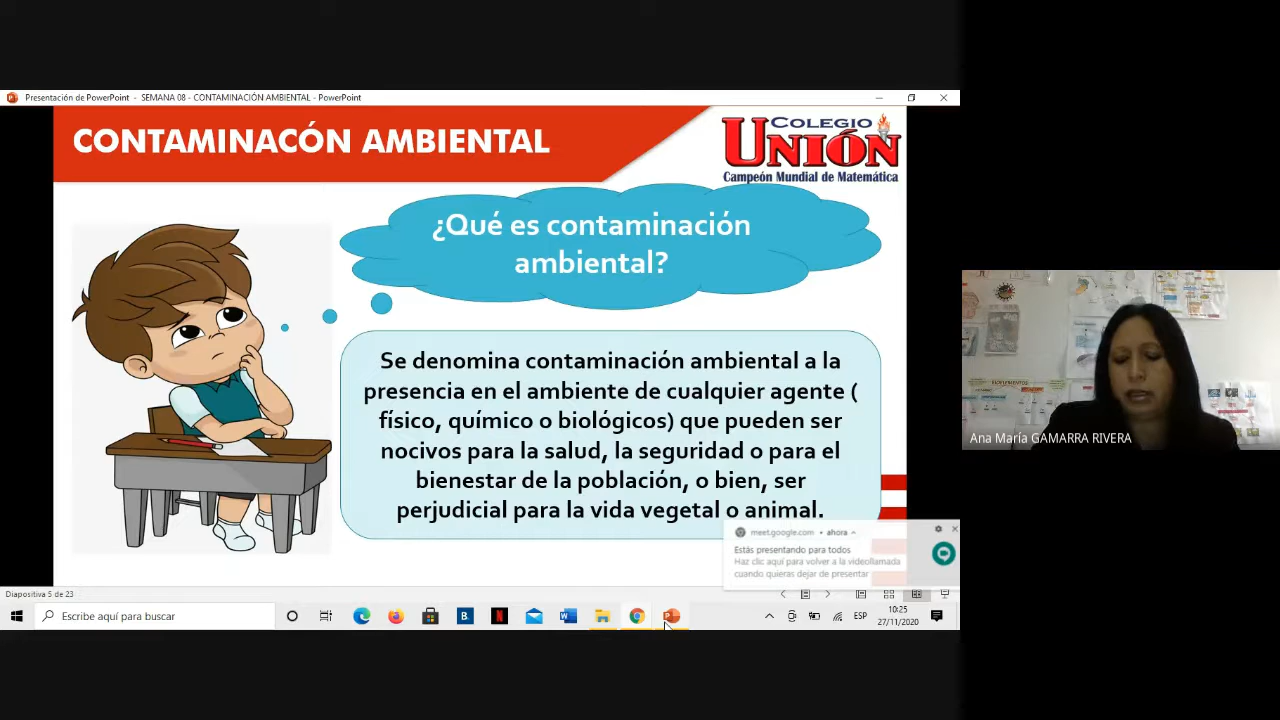 Presentación de PowerPoint - SEMANA 08 - CONTAMINACIÓN AMBIENTAL - PowerPoint
CONTAMINACÓN AMBIENTAL
COLEGIO
UNIÓN
Campeón Mundial de Matemática
¿Qué es contaminación
ambiental?
Se denomina contaminación ambiental a la
presencia en el ambiente de cualquier agente (
físico, químico o biológicos) que pueden ser
nocivos para la salud, la seguridad o para el
bienestar de la población, o bien, ser
perjudicial para la vida vegetal o animal.
meet.google.com • ahora
Estás presentando para todos
Haz clic aquí para volver a la videollamada
cuando quieras dejar de presentar
Diapositiva 5 de 23
Escribe aquí para buscar
B.
N
ESP
10:25
27/11/2020
Ana María GAMARRA RIVERA